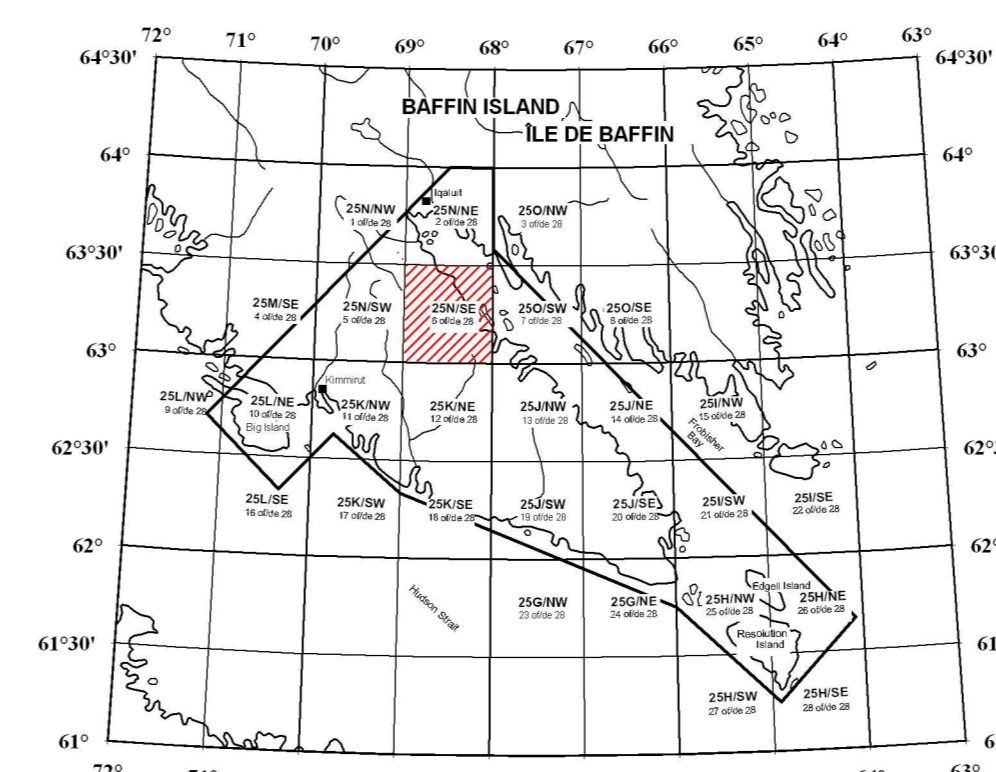 72° 71° 70° 69° 68° 67° 66° 65° 64° 63°
64°30' 64°30'
BAFFIN ISLAND
ÎLE DE BAFFIN
64° 64°
Iqaluit
25N/NW 25N/NE 25O/NW
1 of/de 28 2 of/de 28 3 of/de 28
63°30' 63°30
25M/SE 25N/SW 25N/SE 25O/SW 25O/SE
4 of/de 28 5 of/de 28 6 of/de 28 7 of/de 28 8 of/de 28
63° 63°
Kimmirut
25L/NW 25L/NE 25K/NW 25K/NE 25J/NW 25J/NE 25I/NW
9 of/de 28 10 of/de 28 11 of/de 28 12 of/de 28 13 of/de 28 14 of/de 28 15 of/de 28
Big Island
Frobisher
Bay
62°30' 62°:
25L/SE 25K/SW 25K/SE 25J/SW 25J/SE 25I/SW 25I/SE
16 of/de 28 17 of/de 28 18 of/de 28 19 of/de 28 20 of/de 28 21 of/de 28 22 of/de 28
62° 62°
Edgell Island
Hudson Strait
25G/NW 25G/NE 25H/NW 25H/NE
23 of/de 28 24 of/de 28 25 of/de 28 26 of/de 28
Resolution
Island
61°30' 61
25H/SW 25H/SE
27 of/de 28 28 of/de 28
61° 6
72° 71° 64° 63°